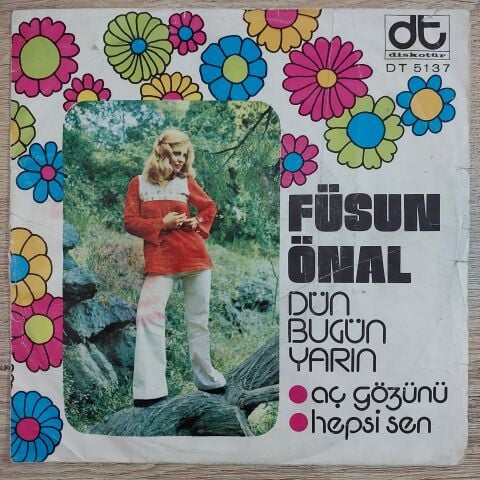 dt
diskotür
DT 5137
FÜSUN
ÖNAL
DÜN
BUGÜN
YARIN
aç gözünü
hepsi sen